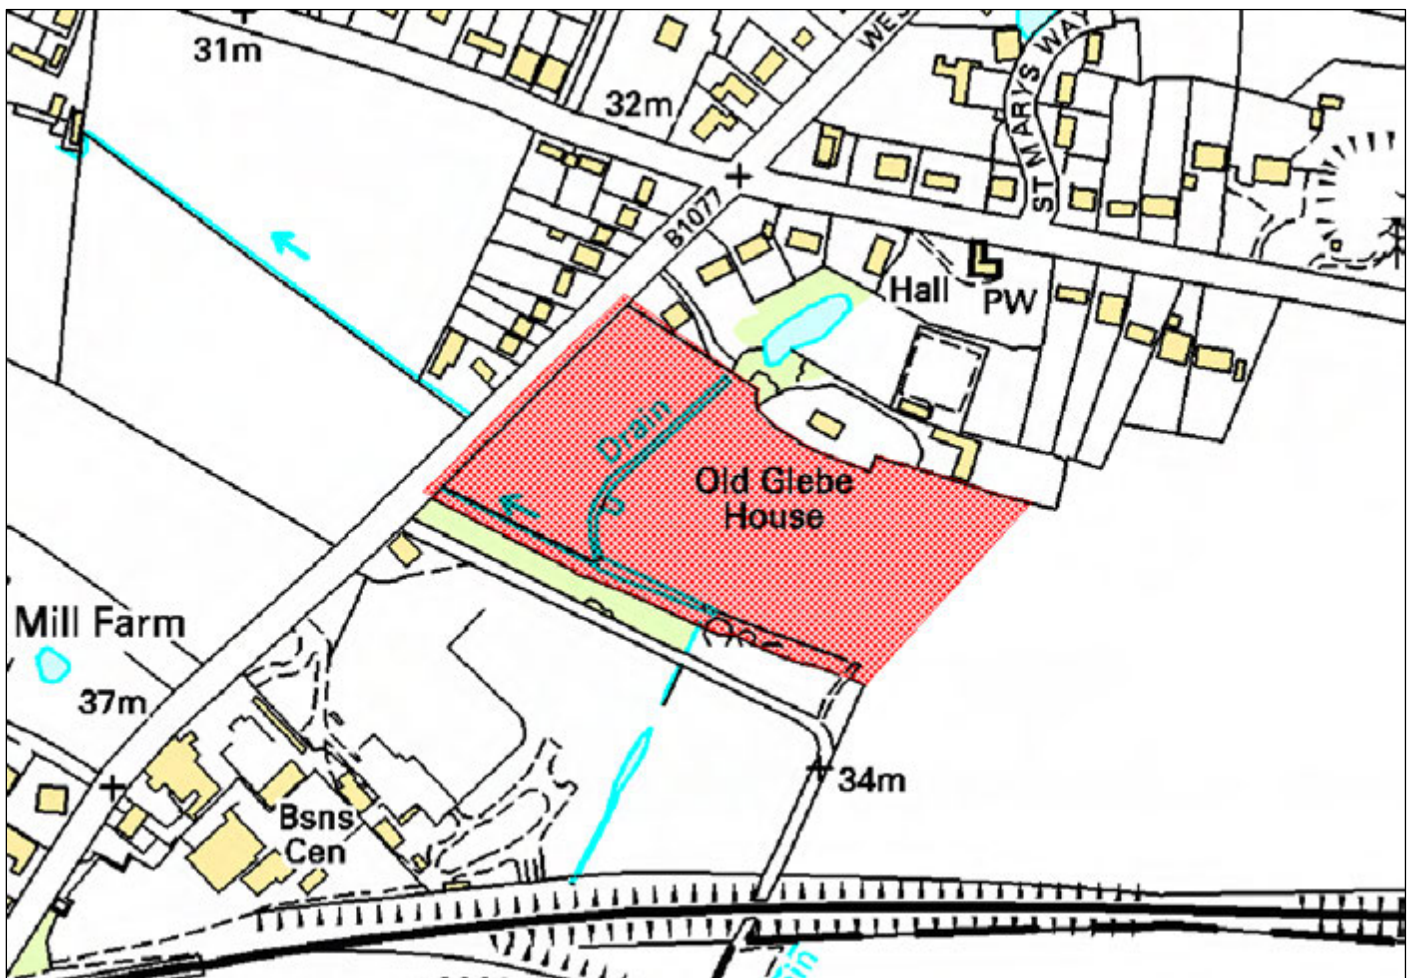 31m
32m
WES
ST MARYS WAY
B1077
Hall
PW
Drain
Old Glebe
House
Mill Farm
37m
34m
Bsns
Cen